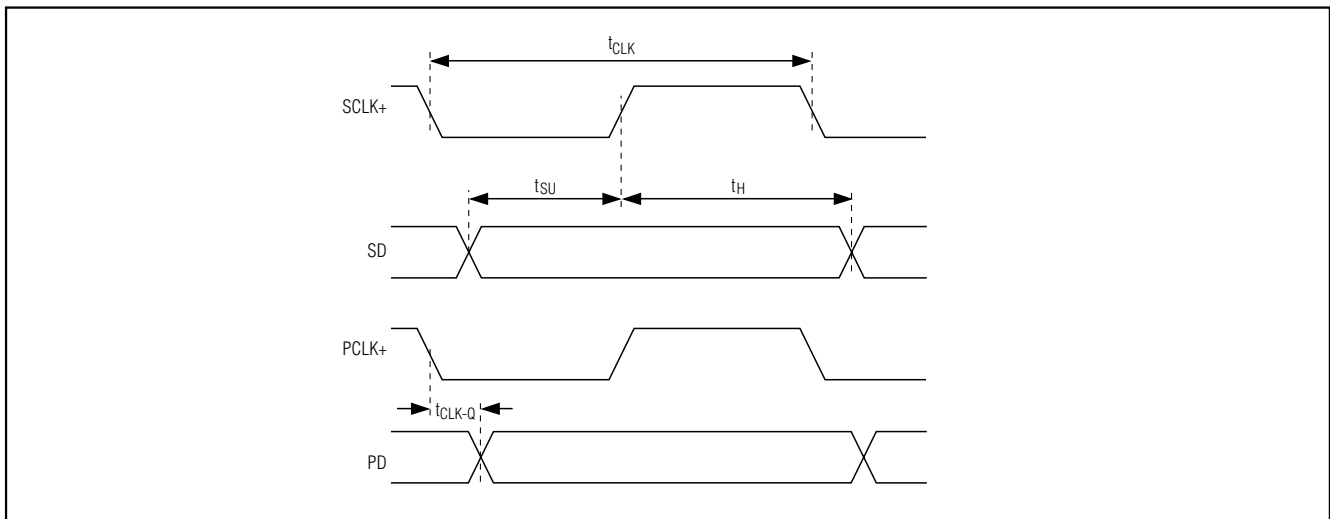 tCLK
SCLK+
tSU
tH
SD
PCLK+
tCLK-Q
PD